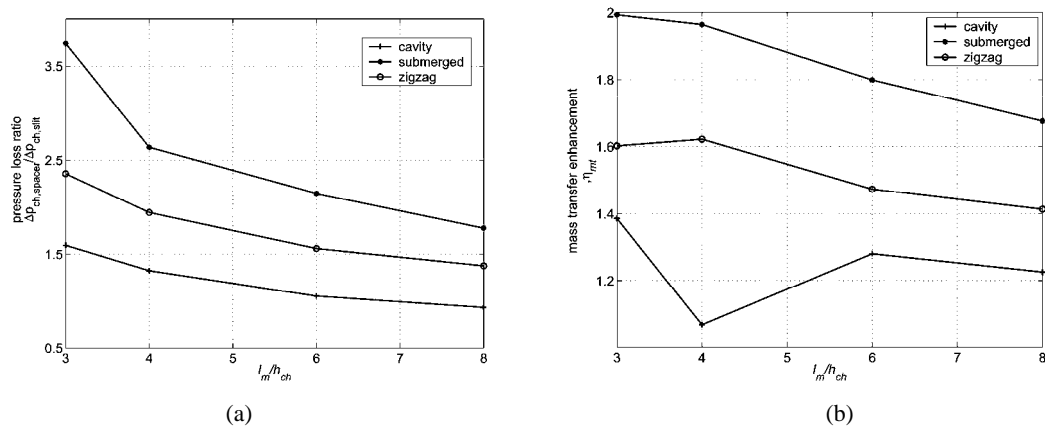 pressure loss ratio
Δp_ch,spacer/Δp_ch,slit
3.5
2.5
1.5
0.5
3 4 5 6 7 8
l_m/h_ch
cavity
submerged
zigzag
(a)
mass transfer enhancement
,η_mt
2
1.8
1.6
1.4
1.2
3 4 5 6 7 8
l_m/h_ch
cavity
submerged
zigzag
(b)